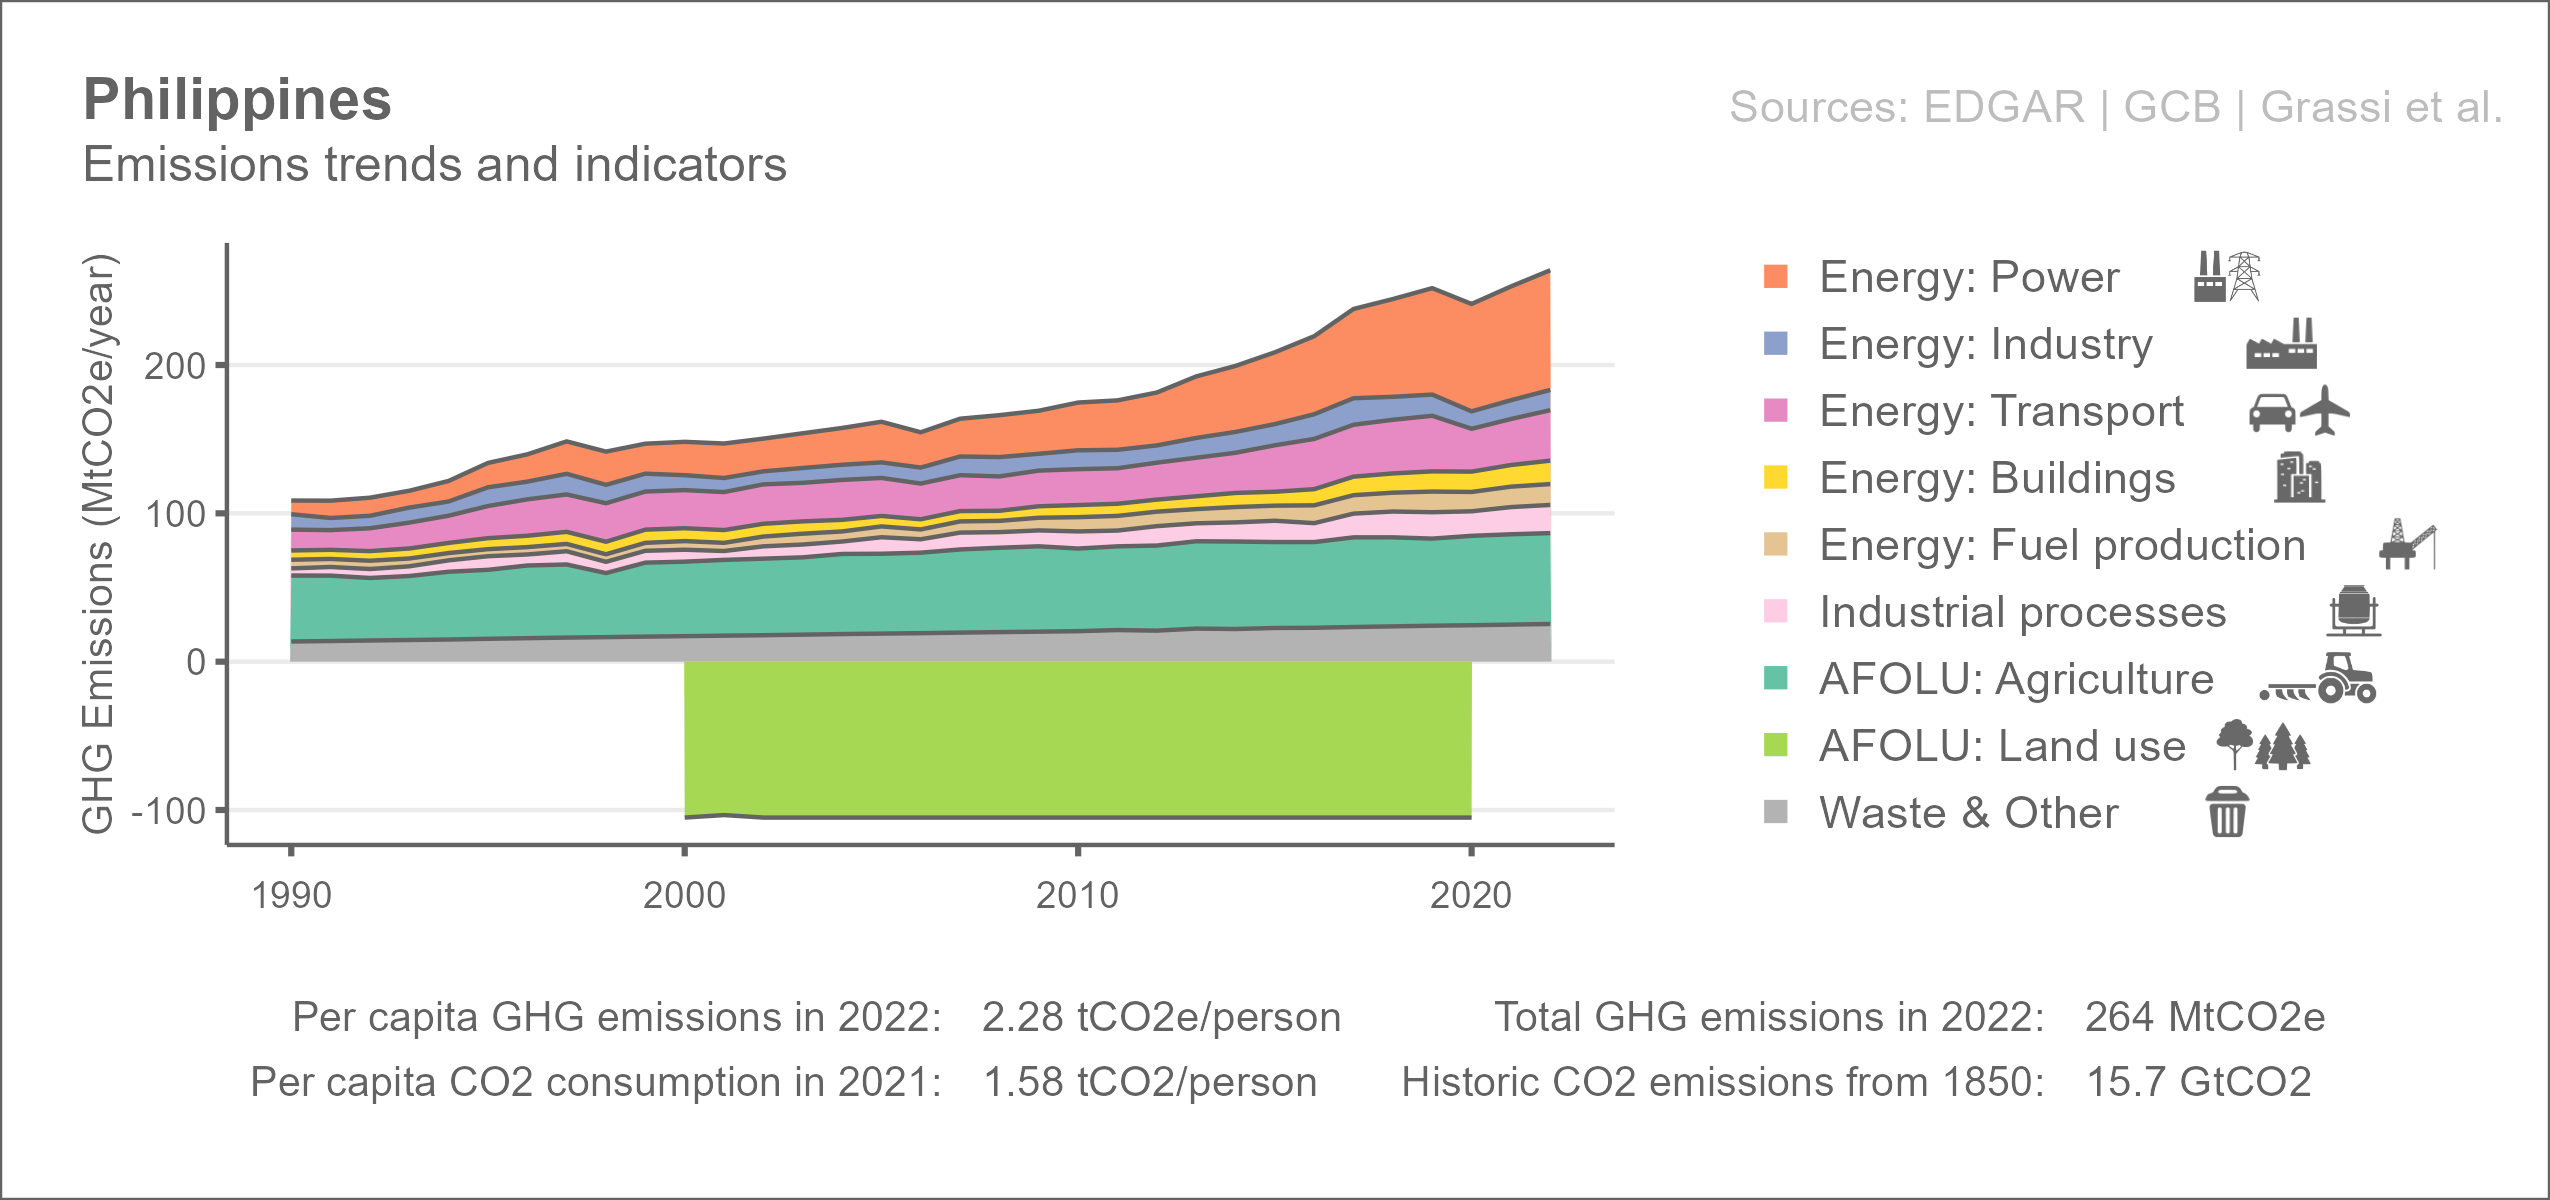 Philippines
Sources: EDGAR | GCB | Grassi et al.
Emissions trends and indicators
GHG Emissions (MtCO2e/year)
200
100
0
-100
1990
2000
2010
2020
Energy: Power
Energy: Industry
Energy: Transport
Energy: Buildings
Energy: Fuel production
Industrial processes
AFOLU: Agriculture
AFOLU: Land use
Waste & Other
Per capita GHG emissions in 2022: 2.28 tCO2e/person
Total GHG emissions in 2022: 264 MtCO2e
Per capita CO2 consumption in 2021: 1.58 tCO2/person
Historic CO2 emissions from 1850: 15.7 GtCO2